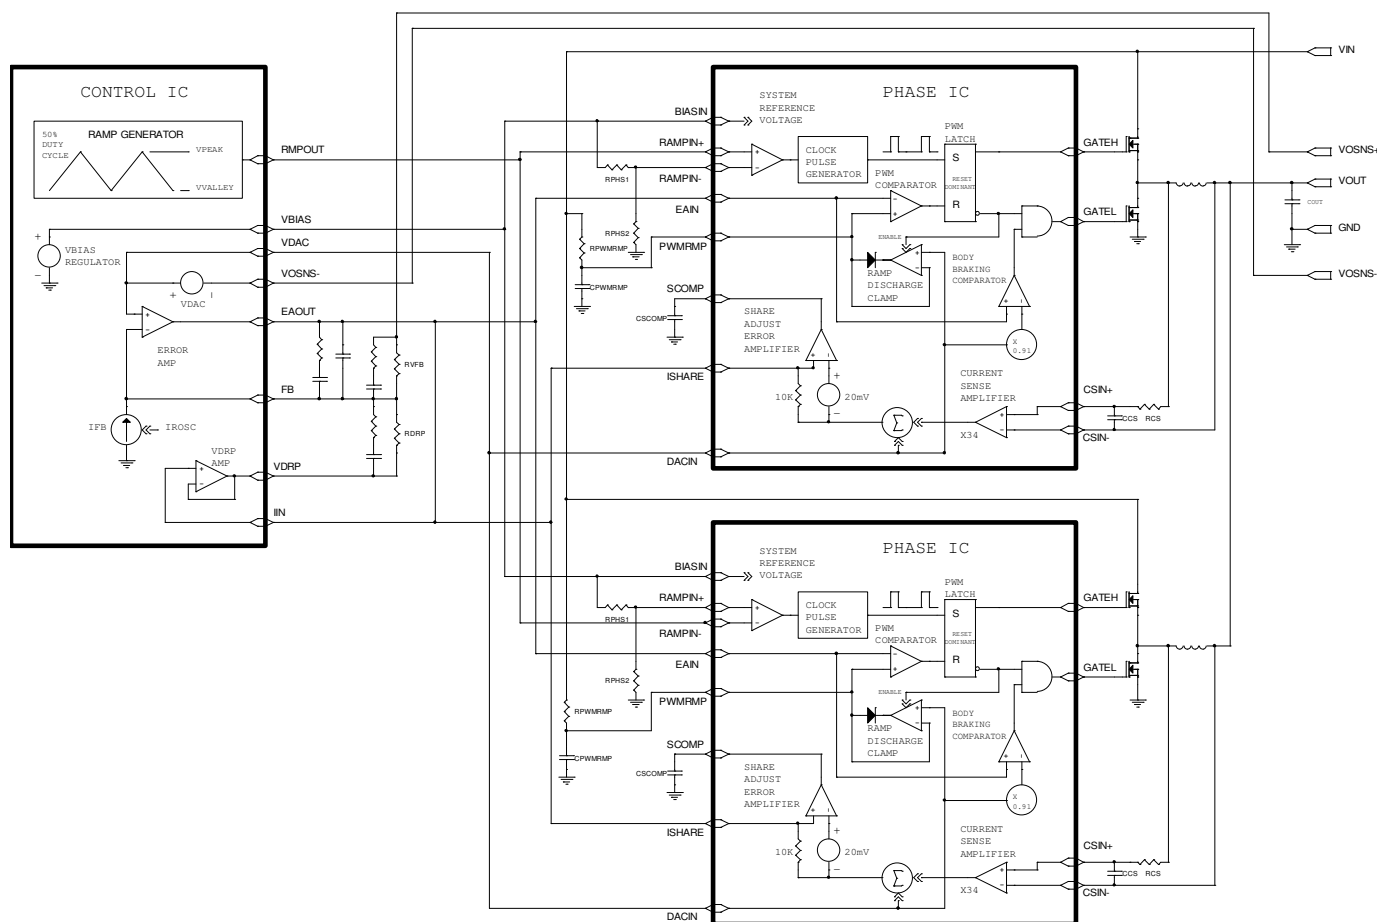 CONTROL IC
50%
DUTY
CYCLE
RAMP GENERATOR
VPEAK
VVALLEY
RMPOUT
VBIAS
+
-
VBIAS
REGULATOR
VDAC
VOSNS-
+
-
VDAC
EAOUT
+
-
ERROR
AMP
FB
IFB
IROSC
VDRP
AMP
+
-
VDRP
IIN
RVFB
RDRP
VIN
VOSNS+
VOUT
COUT
GND
VOSNS-
PHASE IC
BIASIN
SYSTEM
REFERENCE
VOLTAGE
RAMPIN+
RAMPIN-
RPHS1
RPHS2
+
-
CLOCK
PULSE
GENERATOR
PWM
LATCH
S
RESET
DOMINANT
R
GATEH
EAIN
PWM
COMPARATOR
-
+
GATEL
PWMRMP
RPWMRMP
CPWMRMP
ENABLE
+
-
RAMP
DISCHARGE
CLAMP
BODY
BRAKING
COMPARATOR
+
-
SCOMP
CSCOMP
SHARE
ADJUST
ERROR
AMPLIFIER
+
-
X
0.91
ISHARE
10K
+
20mV
-
CURRENT
SENSE
AMPLIFIER
X34
+
-
Σ
CSIN+
CCS
RCS
CSIN-
DACIN
PHASE IC
BIASIN
SYSTEM
REFERENCE
VOLTAGE
RAMPIN+
RAMPIN-
RPHS1
RPHS2
+
-
CLOCK
PULSE
GENERATOR
PWM
LATCH
S
RESET
DOMINANT
R
GATEH
EAIN
PWM
COMPARATOR
-
+
GATEL
PWMRMP
RPWMRMP
CPWMRMP
ENABLE
+
-
RAMP
DISCHARGE
CLAMP
BODY
BRAKING
COMPARATOR
+
-
SCOMP
CSCOMP
SHARE
ADJUST
ERROR
AMPLIFIER
+
-
X
0.91
ISHARE
10K
+
20mV
-
CURRENT
SENSE
AMPLIFIER
X34
+
-
Σ
CSIN+
CCS
RCS
CSIN-
DACIN